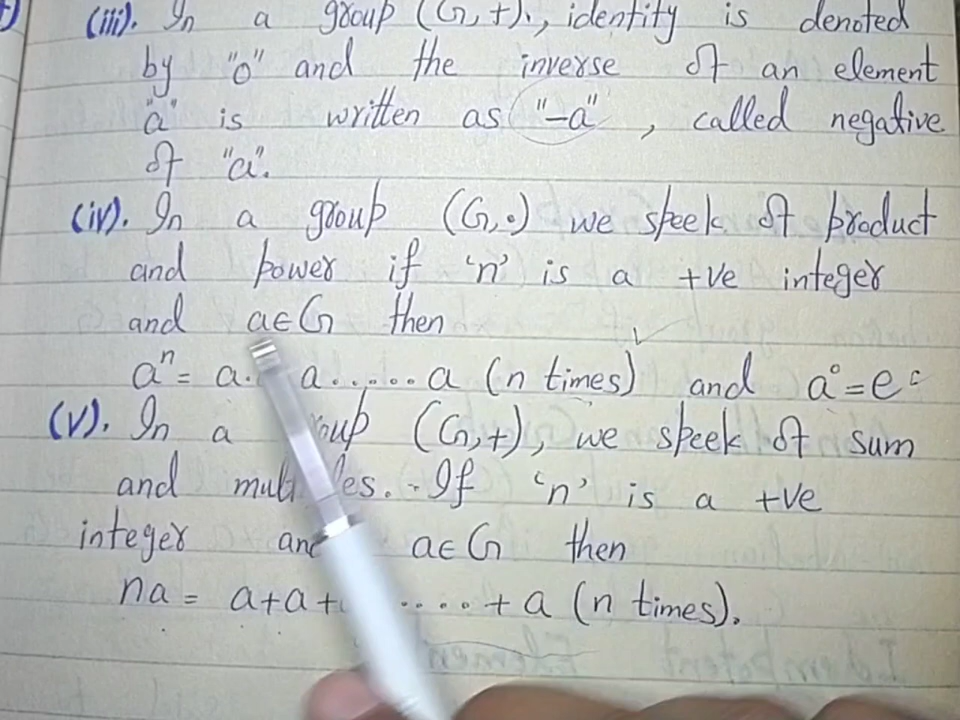 (iii). In a group (G,+)., identity is denoted
by "o" and the inverse of an element
"a" is written as "-a", called negative
of "a".
(iv). In a group (G,•) we speek of product
and power if 'n' is a +ve integer
and a∈G then
aⁿ = a. a......a (n times) and a° = e
(v). In a group (G,+), we speek of sum
and multiples. If 'n' is a +ve
integer and a∈G then
na = a+a+ .....+a (n times).